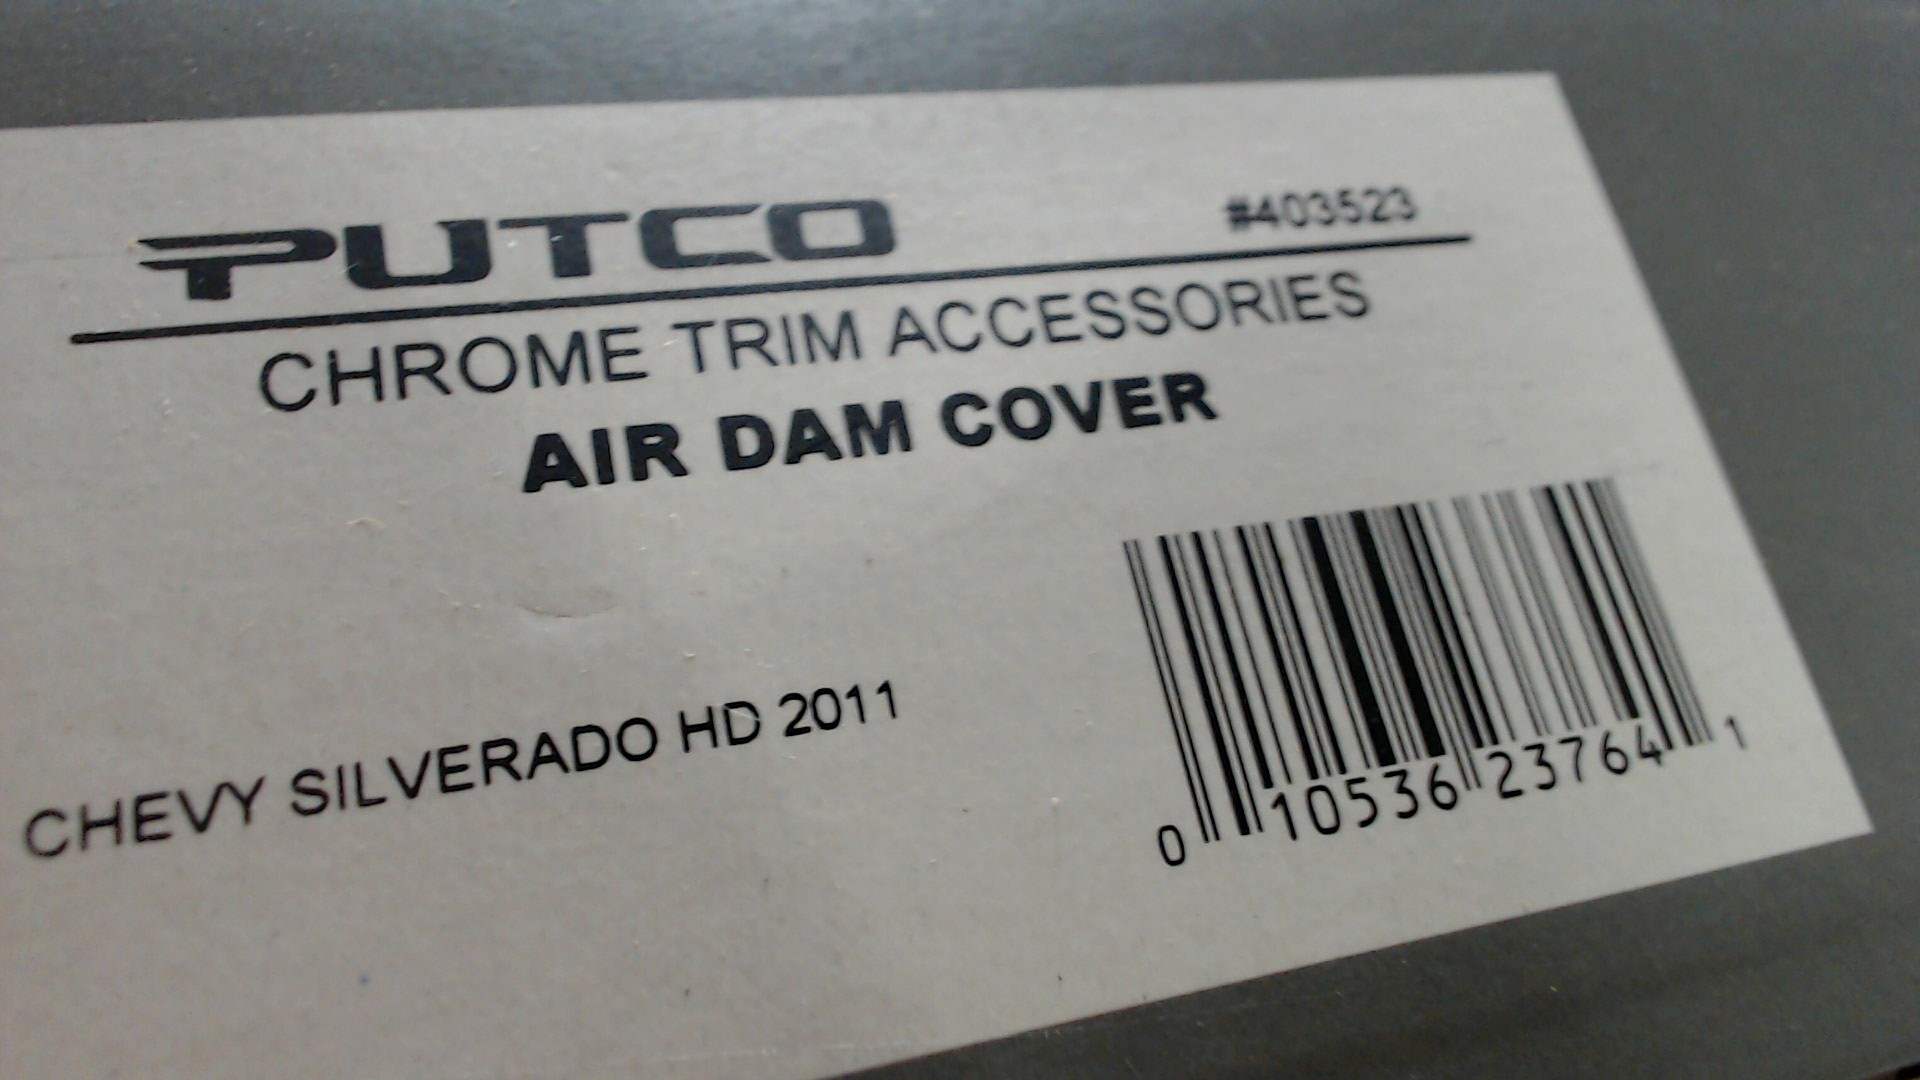 PUTCO #403523
CHROME TRIM ACCESSORIES
AIR DAM COVER
CHEVY SILVERADO HD 2011
0 10536 23764 1